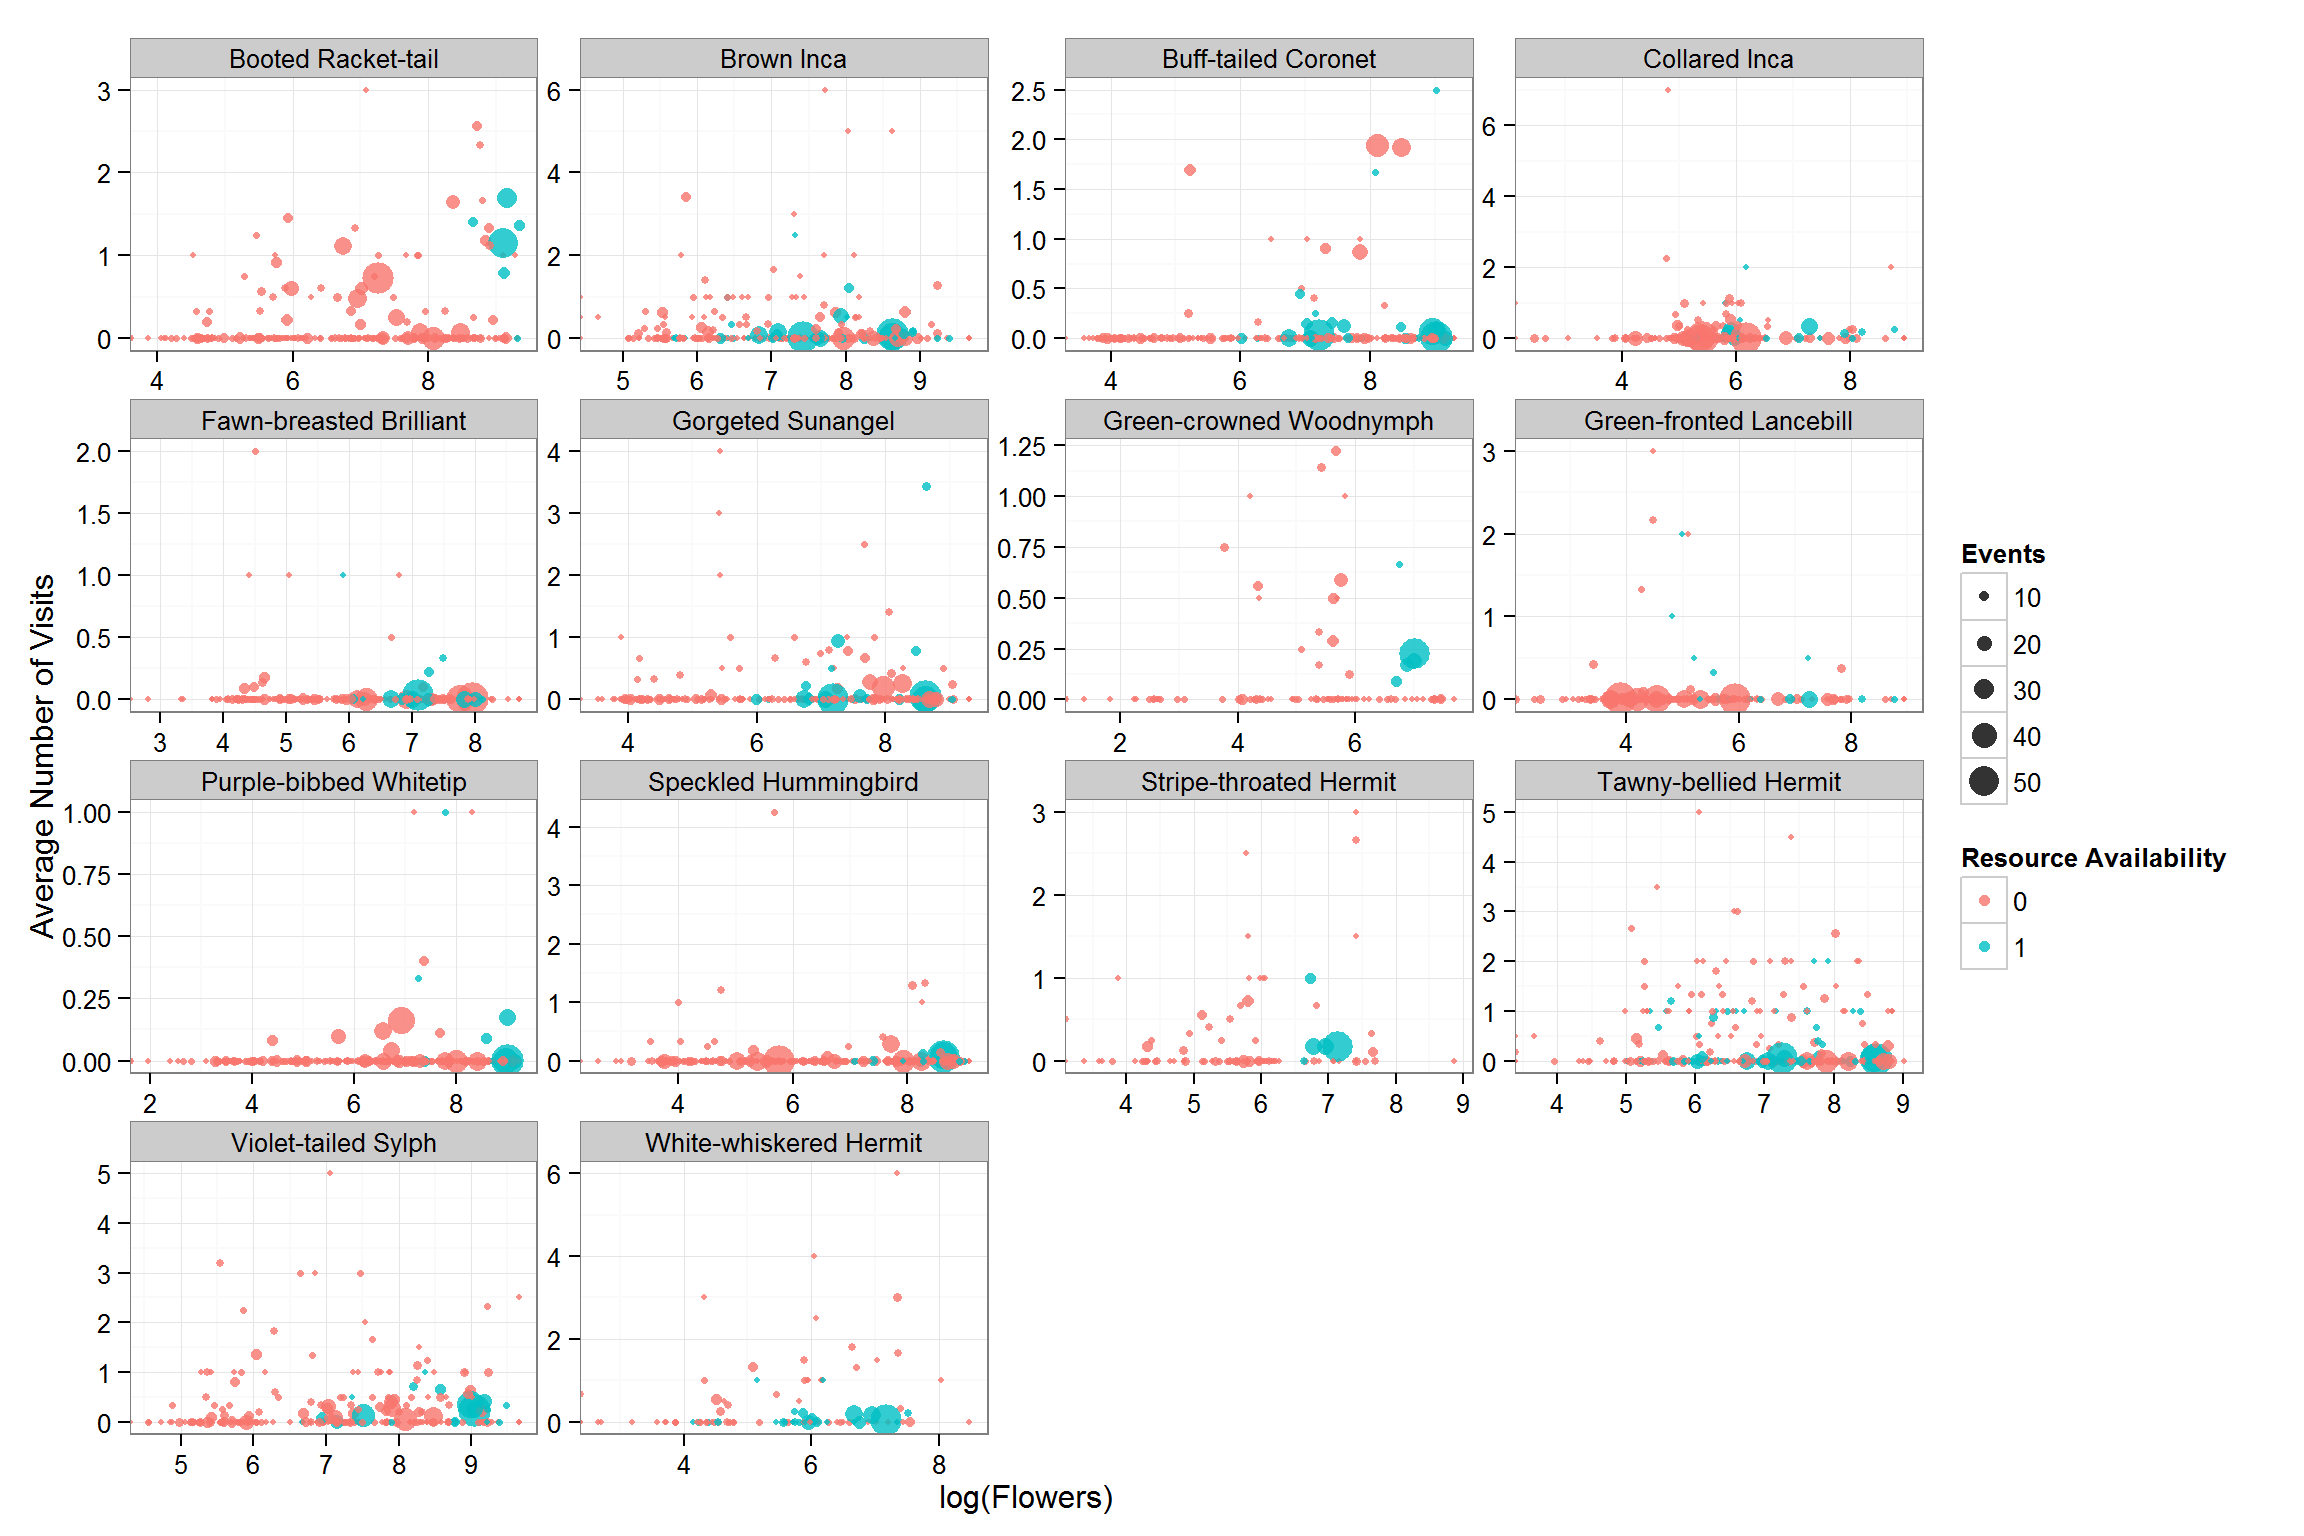 Booted Racket-tail
Brown Inca
Buff-tailed Coronet
Collared Inca
3
2
1
0
4 6 8
6
4
2
0
5 6 7 8 9
2.5
2.0
1.5
1.0
0.5
0.0
4 6 8
6
4
2
0
4 6 8
Fawn-breasted Brilliant
Gorgeted Sunangel
Green-crowned Woodnymph
Green-fronted Lancebill
2.0
1.5
1.0
0.5
0.0
3 4 5 6 7 8
4
3
2
1
0
4 6 8
1.25
1.00
0.75
0.50
0.25
0.00
2 4 6
3
2
1
0
4 6 8
Purple-bibbed Whitetip
Speckled Hummingbird
Stripe-throated Hermit
Tawny-bellied Hermit
1.00
0.75
0.50
0.25
0.00
2 4 6 8
4
3
2
1
0
4 6 8
3
2
1
0
4 5 6 7 8 9
5
4
3
2
1
0
4 5 6 7 8 9
Violet-tailed Sylph
White-whiskered Hermit
5
4
3
2
1
0
5 6 7 8 9
6
4
2
0
4 6 8
Average Number of Visits
log(Flowers)
Events
10
20
30
40
50
Resource Availability
0
1